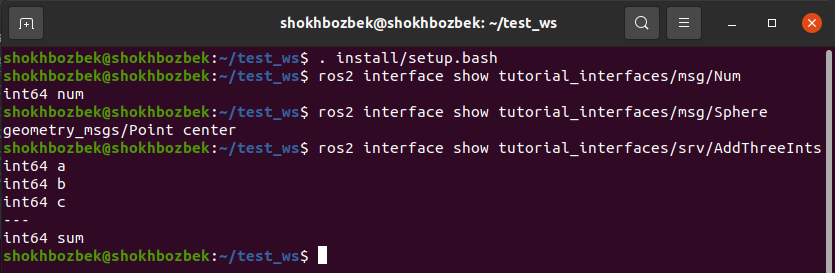 shokhbozbek@shokhbozbek: ~/test_ws
shokhbozbek@shokhbozbek:~/test_ws$ . install/setup.bash
shokhbozbek@shokhbozbek:~/test_ws$ ros2 interface show tutorial_interfaces/msg/Num
int64 num
shokhbozbek@shokhbozbek:~/test_ws$ ros2 interface show tutorial_interfaces/msg/Sphere
geometry_msgs/Point center
shokhbozbek@shokhbozbek:~/test_ws$ ros2 interface show tutorial_interfaces/srv/AddThreeInts
int64 a
int64 b
int64 c
---
int64 sum
shokhbozbek@shokhbozbek:~/test_ws$